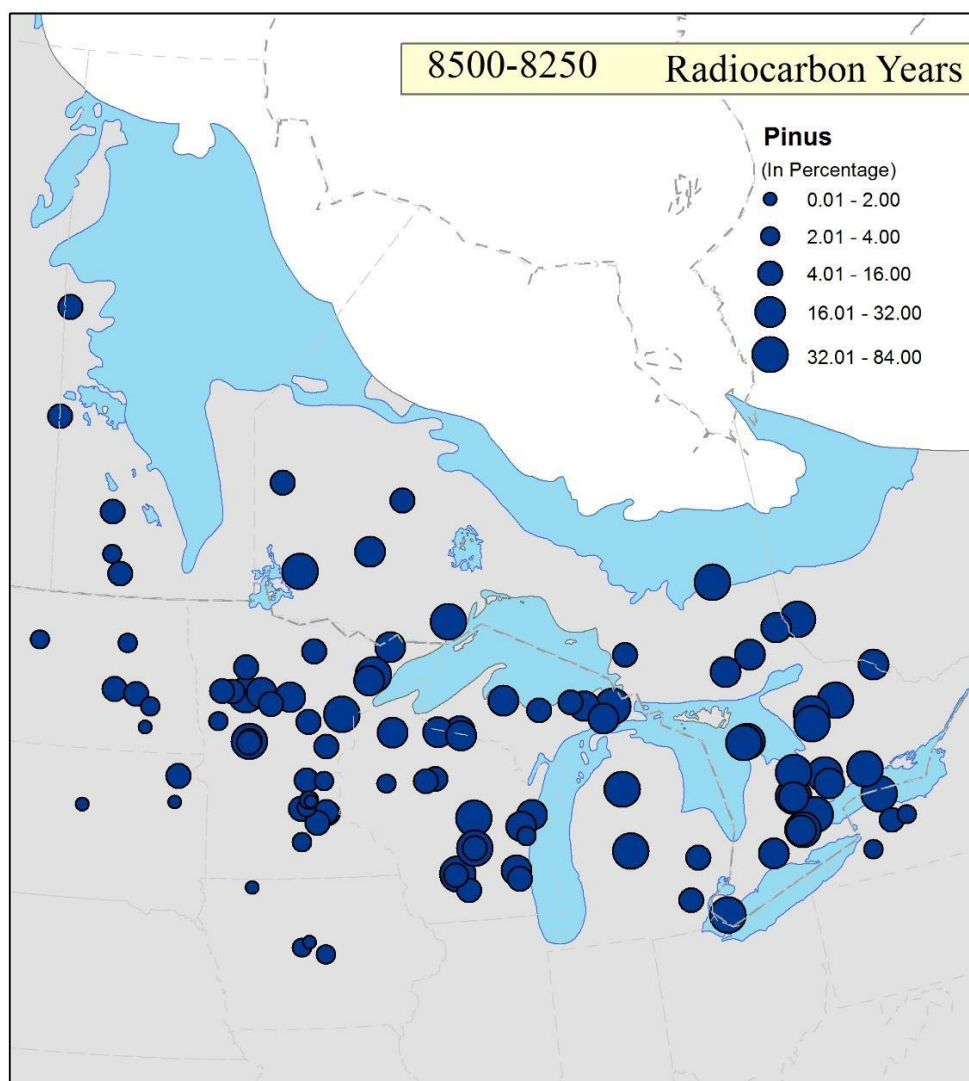 8500-8250 Radiocarbon Years
Pinus
(In Percentage)
0.01 - 2.00
2.01 - 4.00
4.01 - 16.00
16.01 - 32.00
32.01 - 84.00